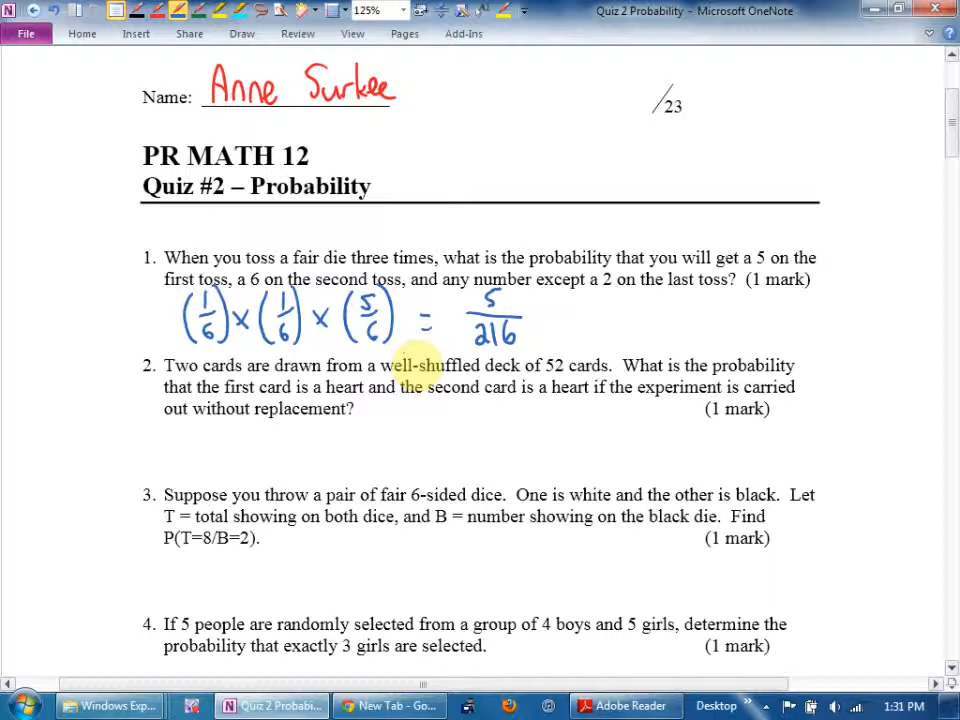 125%
Quiz 2 Probability – Microsoft OneNote
File Home Insert Share Draw Review View Pages Add-Ins
Name: Anne Surkee
/23
PR MATH 12
Quiz #2 – Probability
1. When you toss a fair die three times, what is the probability that you will get a 5 on the
first toss, a 6 on the second toss, and any number except a 2 on the last toss? (1 mark)
(1/6) × (1/6) × (5/6) = 5/216
2. Two cards are drawn from a well-shuffled deck of 52 cards. What is the probability
that the first card is a heart and the second card is a heart if the experiment is carried
out without replacement? (1 mark)
3. Suppose you throw a pair of fair 6-sided dice. One is white and the other is black. Let
T = total showing on both dice, and B = number showing on the black die. Find
P(T=8/B=2). (1 mark)
4. If 5 people are randomly selected from a group of 4 boys and 5 girls, determine the
probability that exactly 3 girls are selected. (1 mark)
Windows Exp... Quiz 2 Probabi... New Tab - Go... Adobe Reader Desktop 1:31 PM